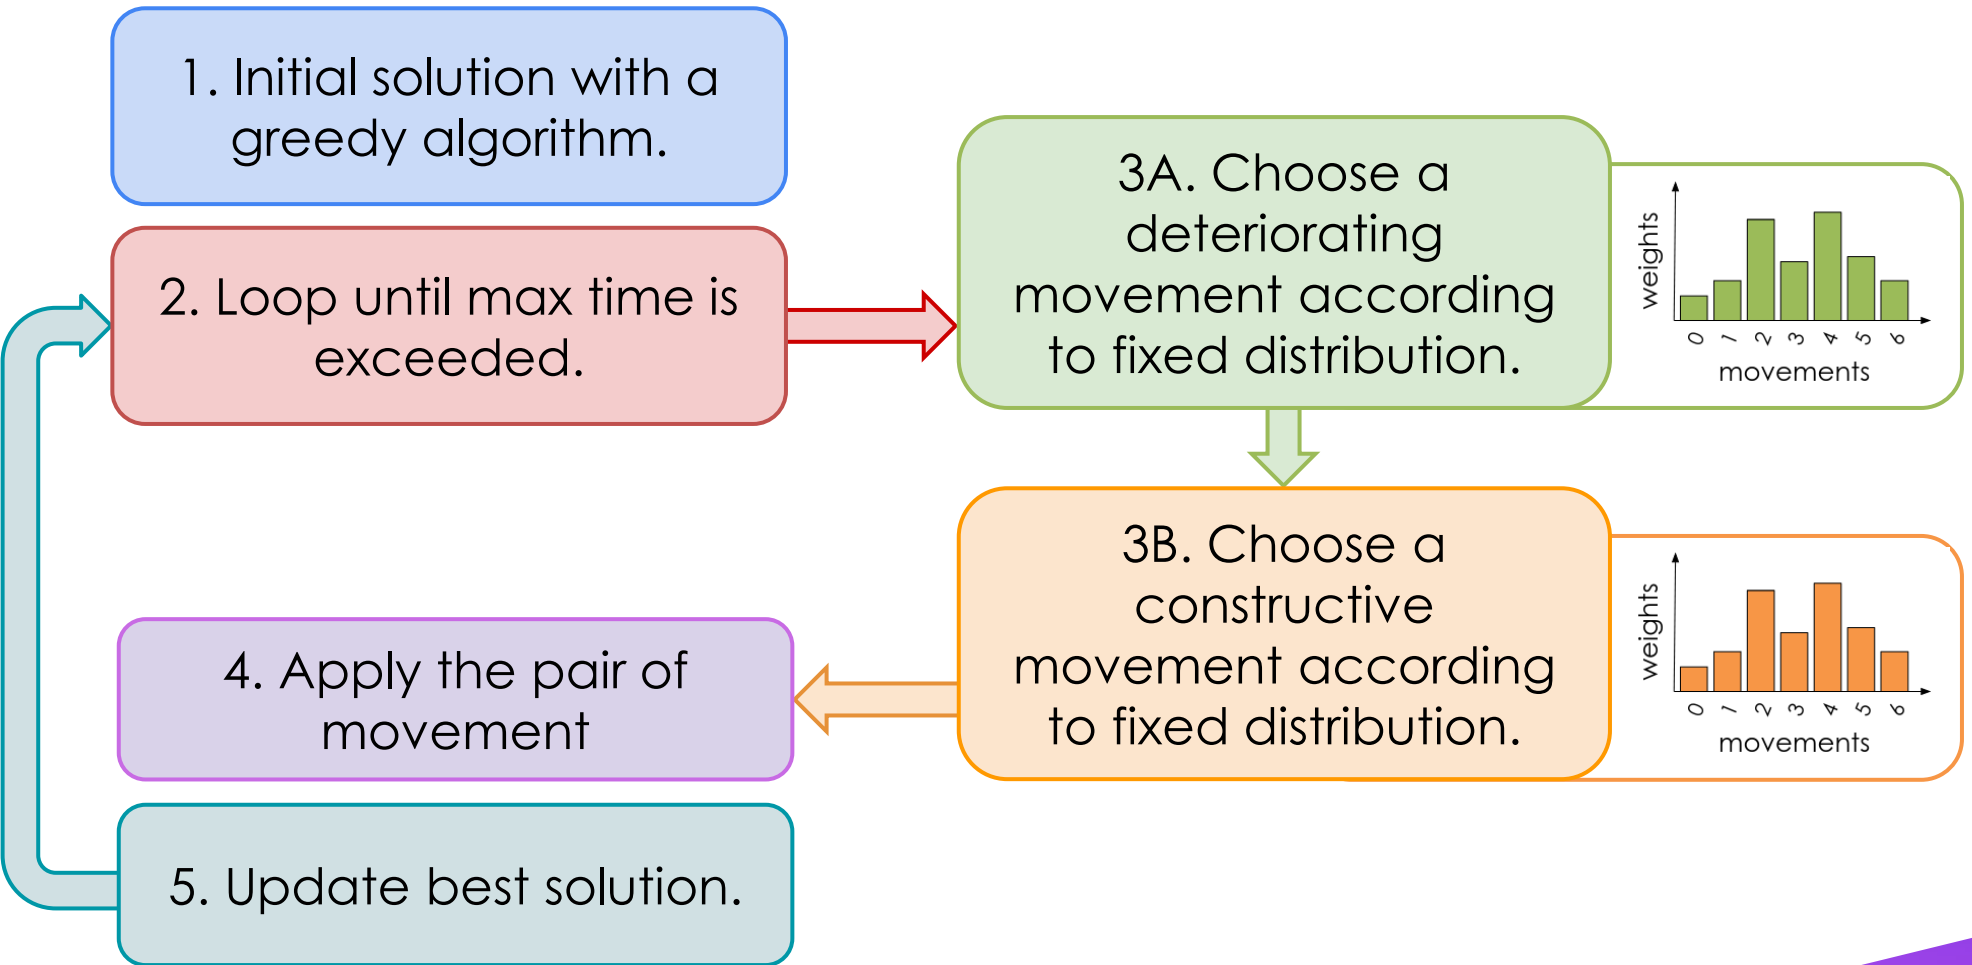 1. Initial solution with a
greedy algorithm.
2. Loop until max time is
exceeded.
3A. Choose a
deteriorating
movement according
to fixed distribution.
weights
0 1 2 3 4 5 6
movements
3B. Choose a
constructive
movement according
to fixed distribution.
weights
0 1 2 3 4 5 6
movements
4. Apply the pair of
movement
5. Update best solution.